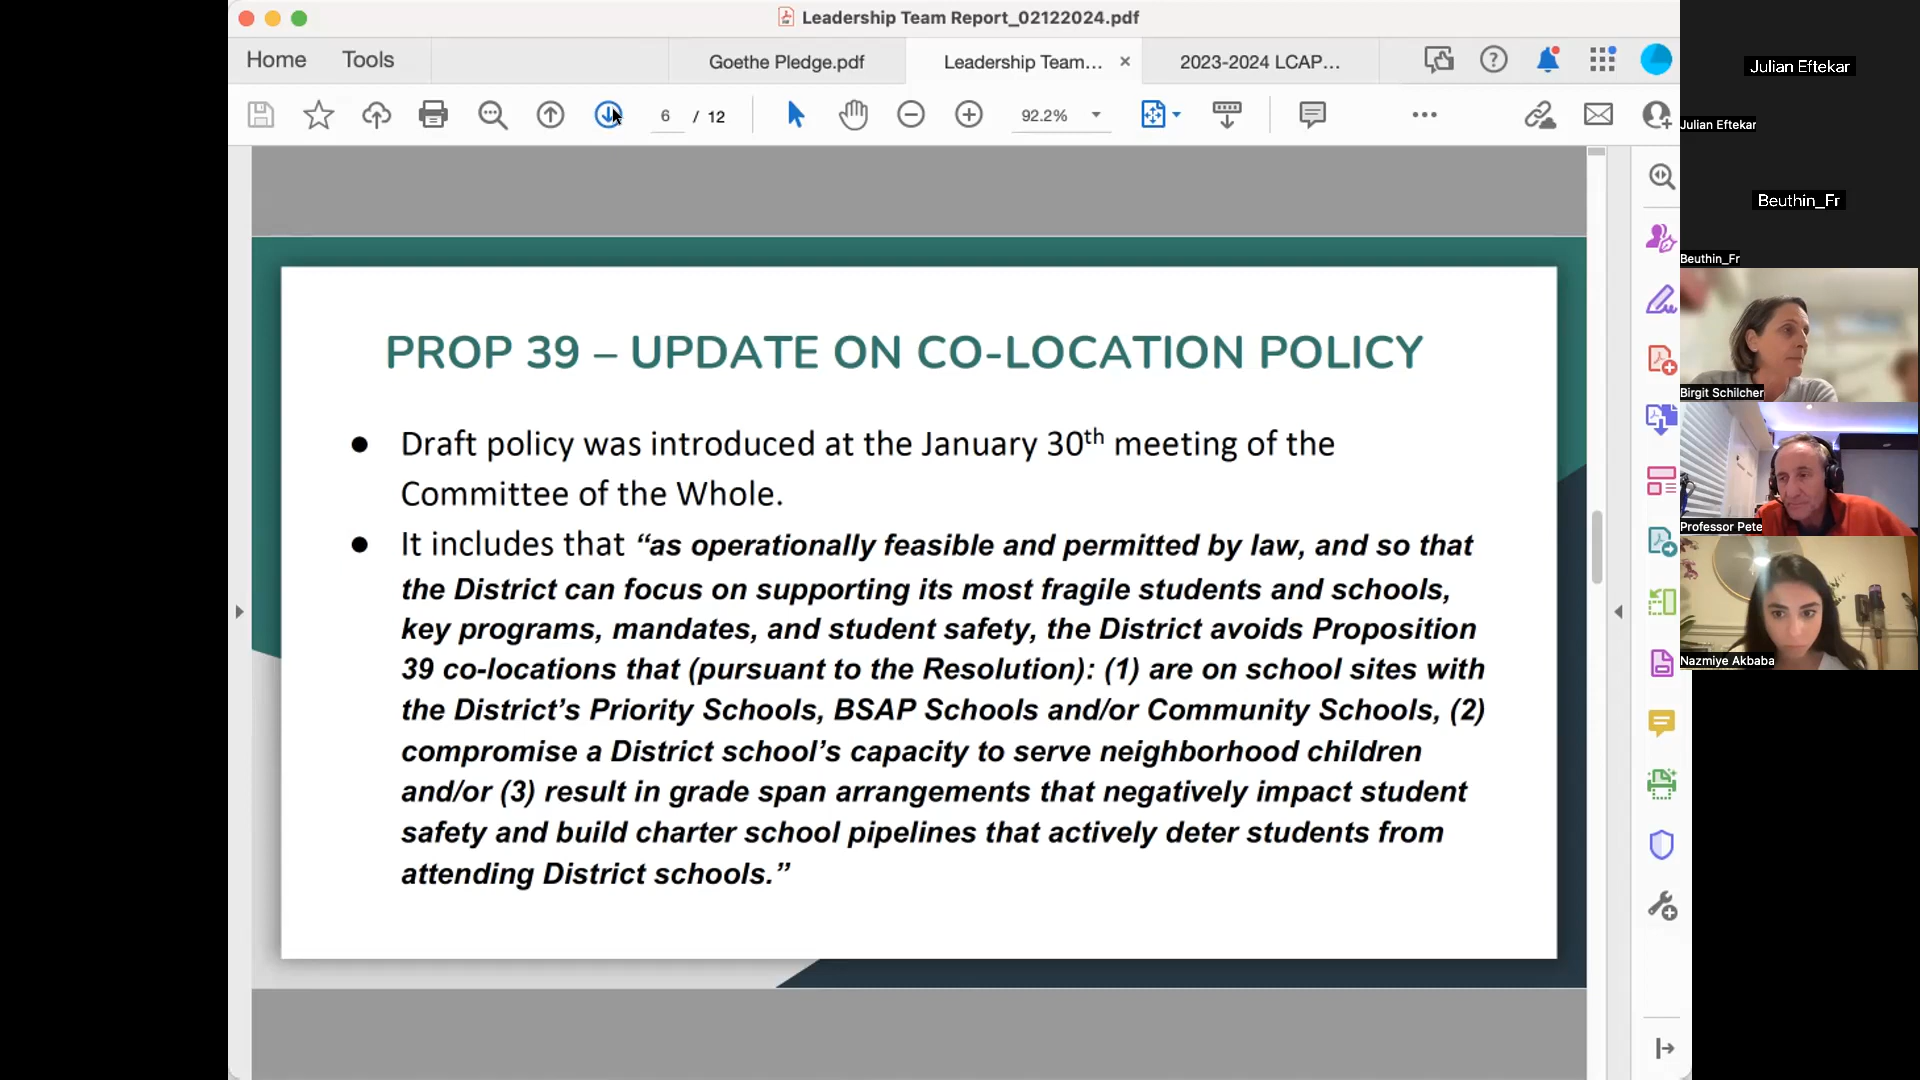 Leadership Team Report_02122024.pdf
Home
Tools
Goethe Pledge.pdf
Leadership Team...
2023-2024 LCAP...
6 / 12
92.2%
PROP 39 – UPDATE ON CO-LOCATION POLICY
● Draft policy was introduced at the January 30th meeting of the
Committee of the Whole.
● It includes that “as operationally feasible and permitted by law, and so that
the District can focus on supporting its most fragile students and schools,
key programs, mandates, and student safety, the District avoids Proposition
39 co-locations that (pursuant to the Resolution): (1) are on school sites with
the District’s Priority Schools, BSAP Schools and/or Community Schools, (2)
compromise a District school’s capacity to serve neighborhood children
and/or (3) result in grade span arrangements that negatively impact student
safety and build charter school pipelines that actively deter students from
attending District schools.”
Julian Eftekar
Julian Eftekar
Beuthin_Fr
Beuthin_Fr
Birgit Schilcher
Professor Pete
Nazmiye Akbaba